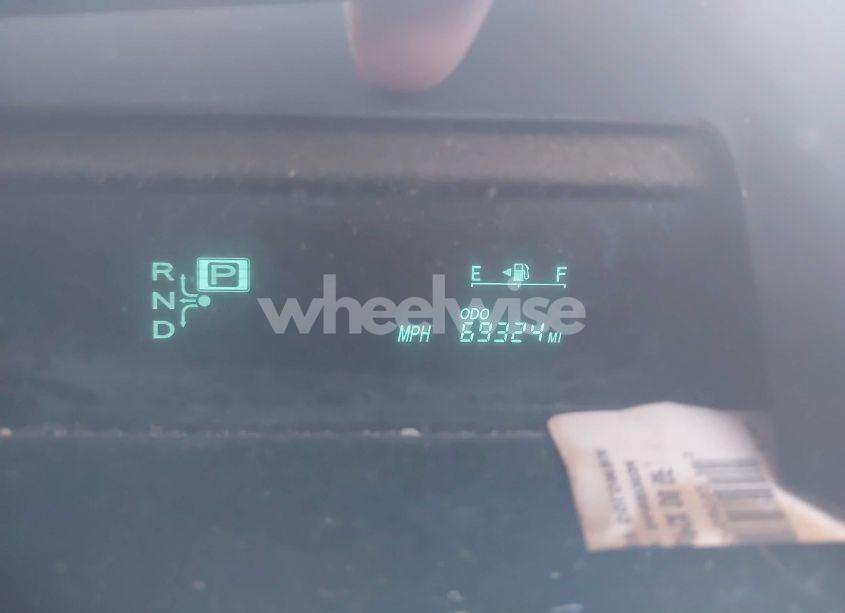 R P
N
D
E F
wheelwise
ODO
MPH 69324 MI